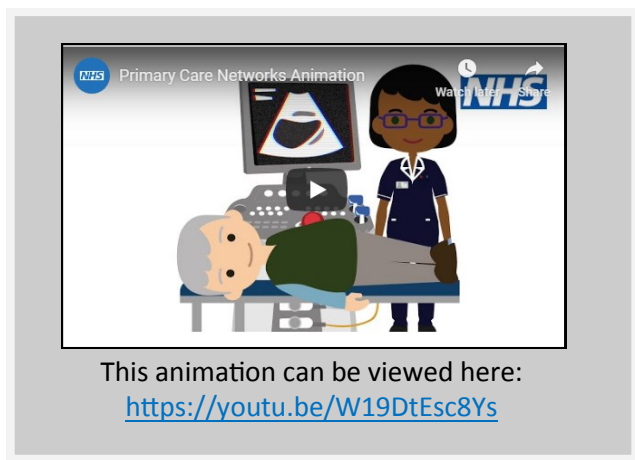 NHS Primary Care Networks Animation
Watch later Share
NHS
This animation can be viewed here:
https://youtu.be/W19DtEsc8Ys